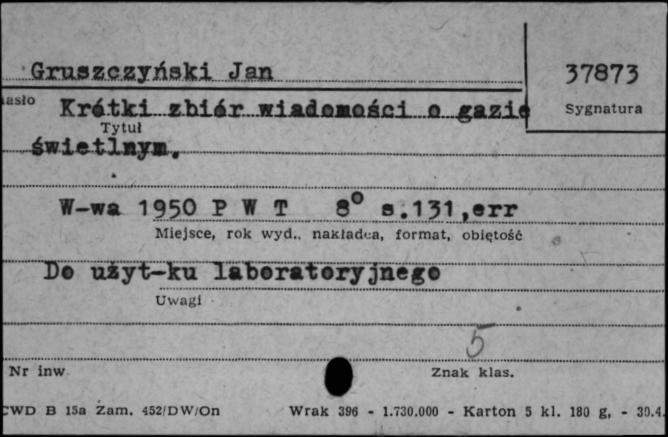 Gruszczyński Jan
37873
iasło
Krótki zbiór wiadomości o gazie
Sygnatura
Tytuł
świetlnym.
W-wa 1950 P W T 8° s.131,err
Miejsce, rok wyd., nakładca, format, obiętość
Do użyt-ku laboratoryjnego
Uwagi
5
Nr inw.
Znak klas.
CWD B 15a Zam. 452/DW/On Wrak 396 - 1.730.000 - Karton 5 kl. 180 g. - 30.4.